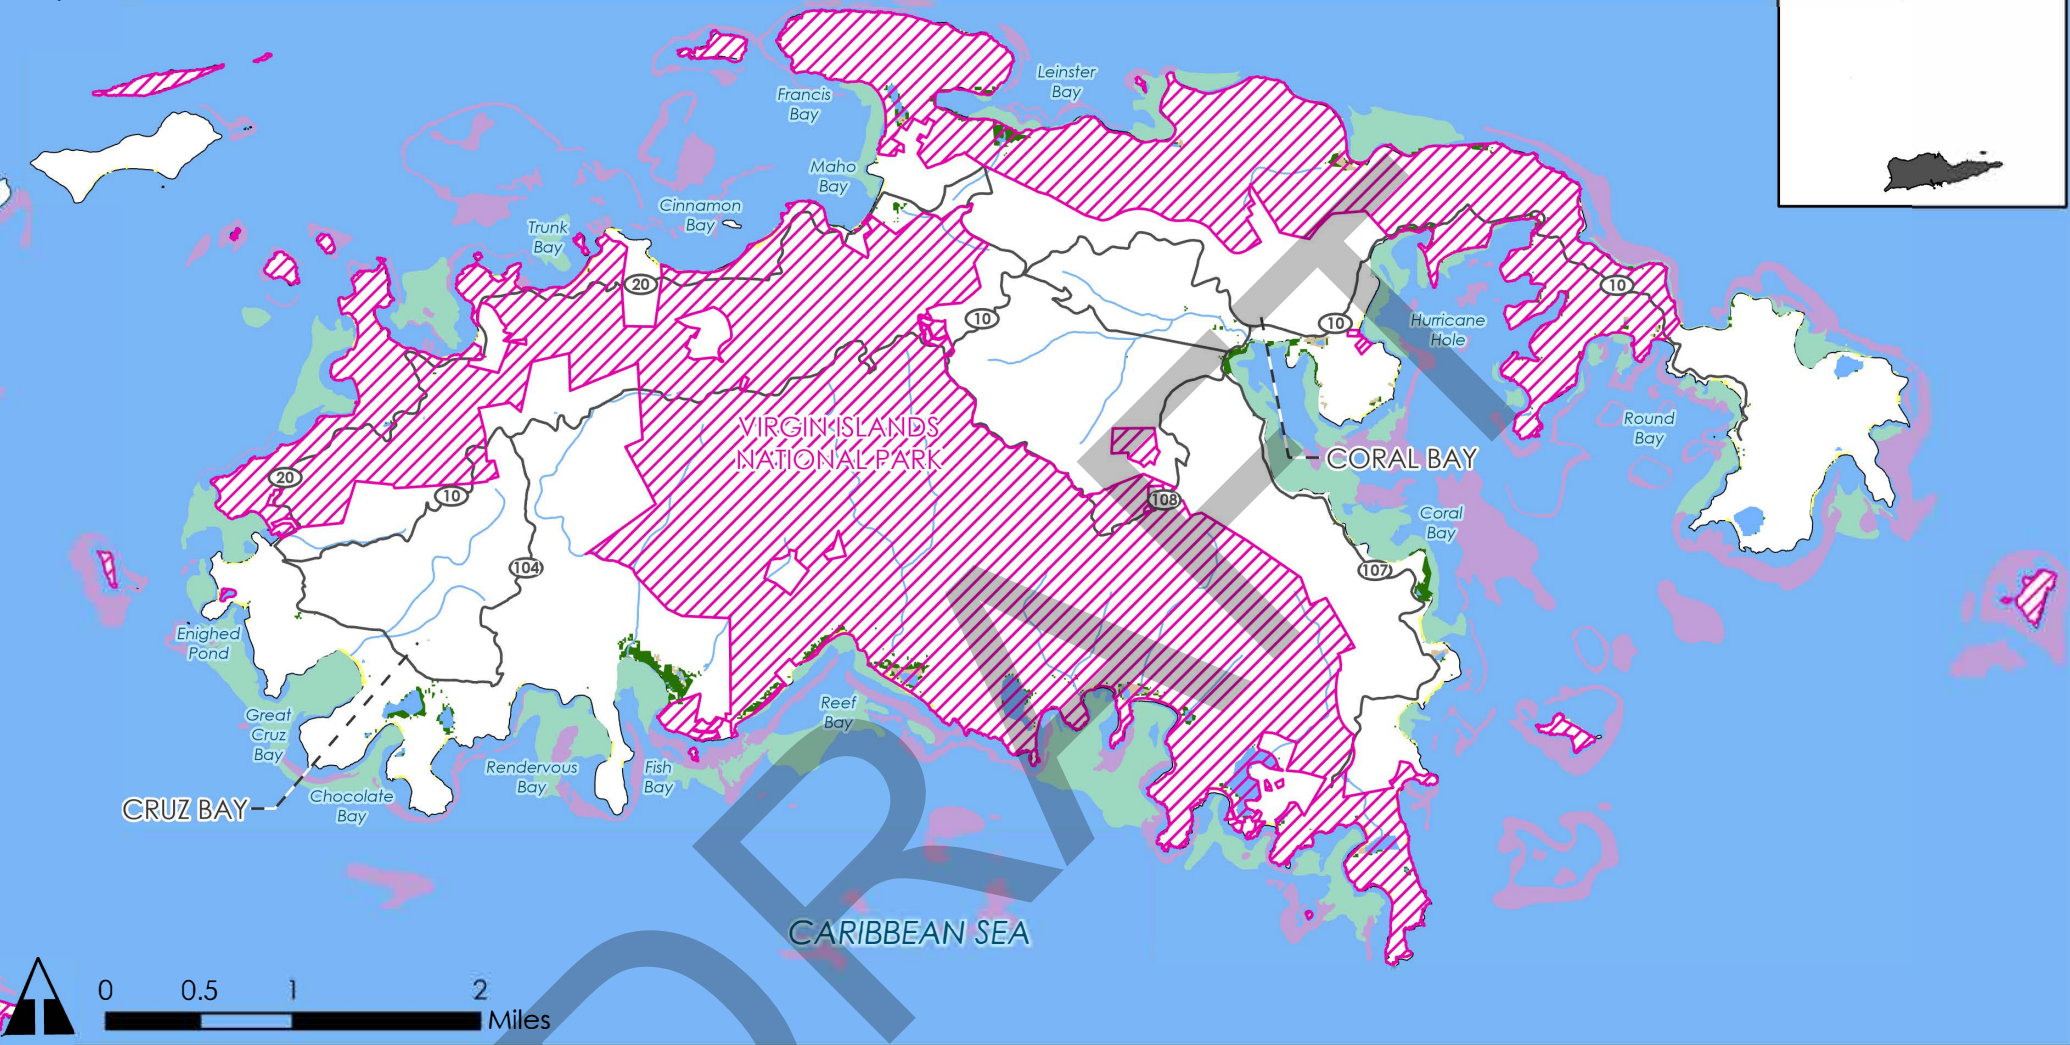 Leinster
Bay
Francis
Bay
Maho
Bay
Cinnamon
Bay
Trunk
Bay
20
10
10
10
Hurricane
Hole
VIRGIN ISLANDS
NATIONAL PARK
Round
Bay
CORAL BAY
20
10
108
Coral
Bay
104
107
Enighed
Pond
Great
Cruz
Bay
Reef
Bay
Rendervous
Bay
Fish
Bay
Chocolate
Bay
CRUZ BAY
CARIBBEAN SEA
0 0.5 1 2
Miles
DRAFT